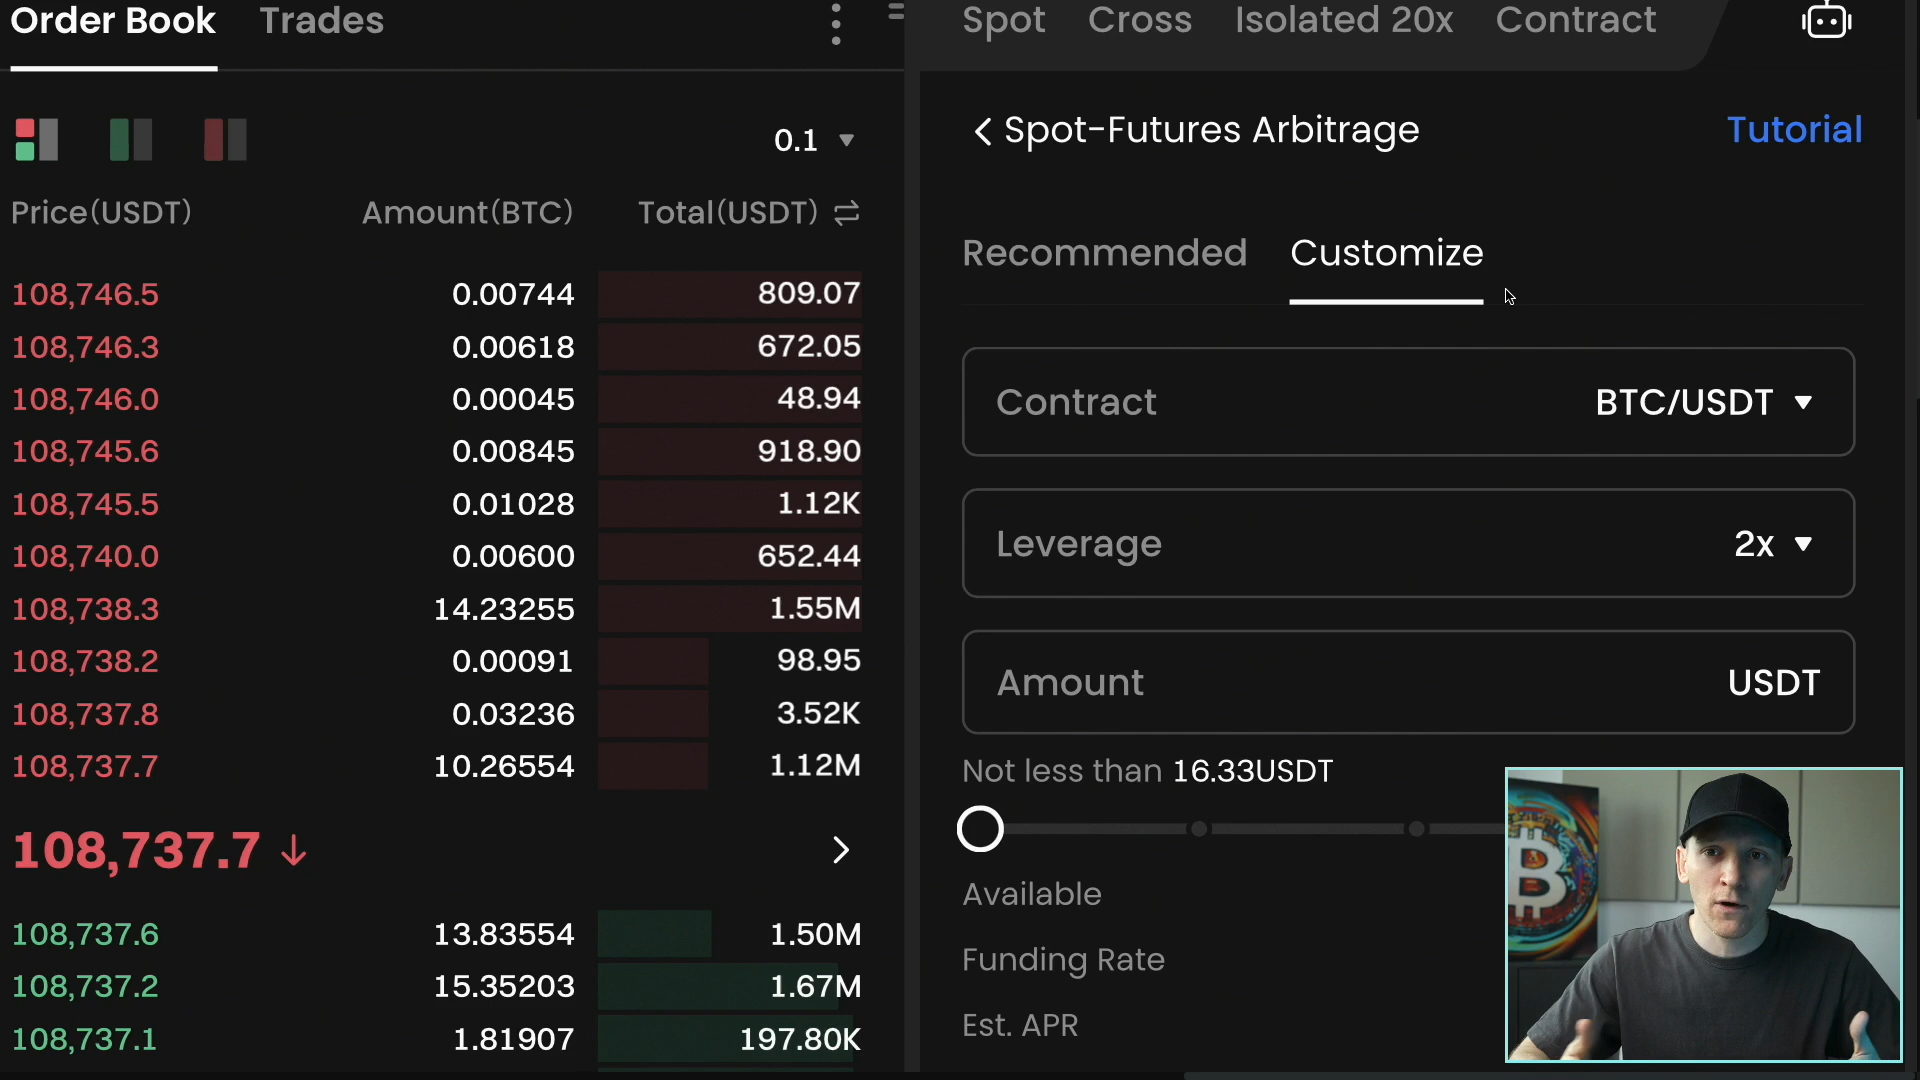 Order Book Trades
0.1
Price(USDT) Amount(BTC) Total(USDT)
108,746.5 0.00744 809.07
108,746.3 0.00618 672.05
108,746.0 0.00045 48.94
108,745.6 0.00845 918.90
108,745.5 0.01028 1.12K
108,740.0 0.00600 652.44
108,738.3 14.23255 1.55M
108,738.2 0.00091 98.95
108,737.8 0.03236 3.52K
108,737.7 10.26554 1.12M
108,737.7 ↓
108,737.6 13.83554 1.50M
108,737.2 15.35203 1.67M
108,737.1 1.81907 197.80K
Spot Cross Isolated 20x Contract
Spot-Futures Arbitrage Tutorial
Recommended Customize
Contract BTC/USDT
Leverage 2x
Amount USDT
Not less than 16.33USDT
Available
Funding Rate
Est. APR